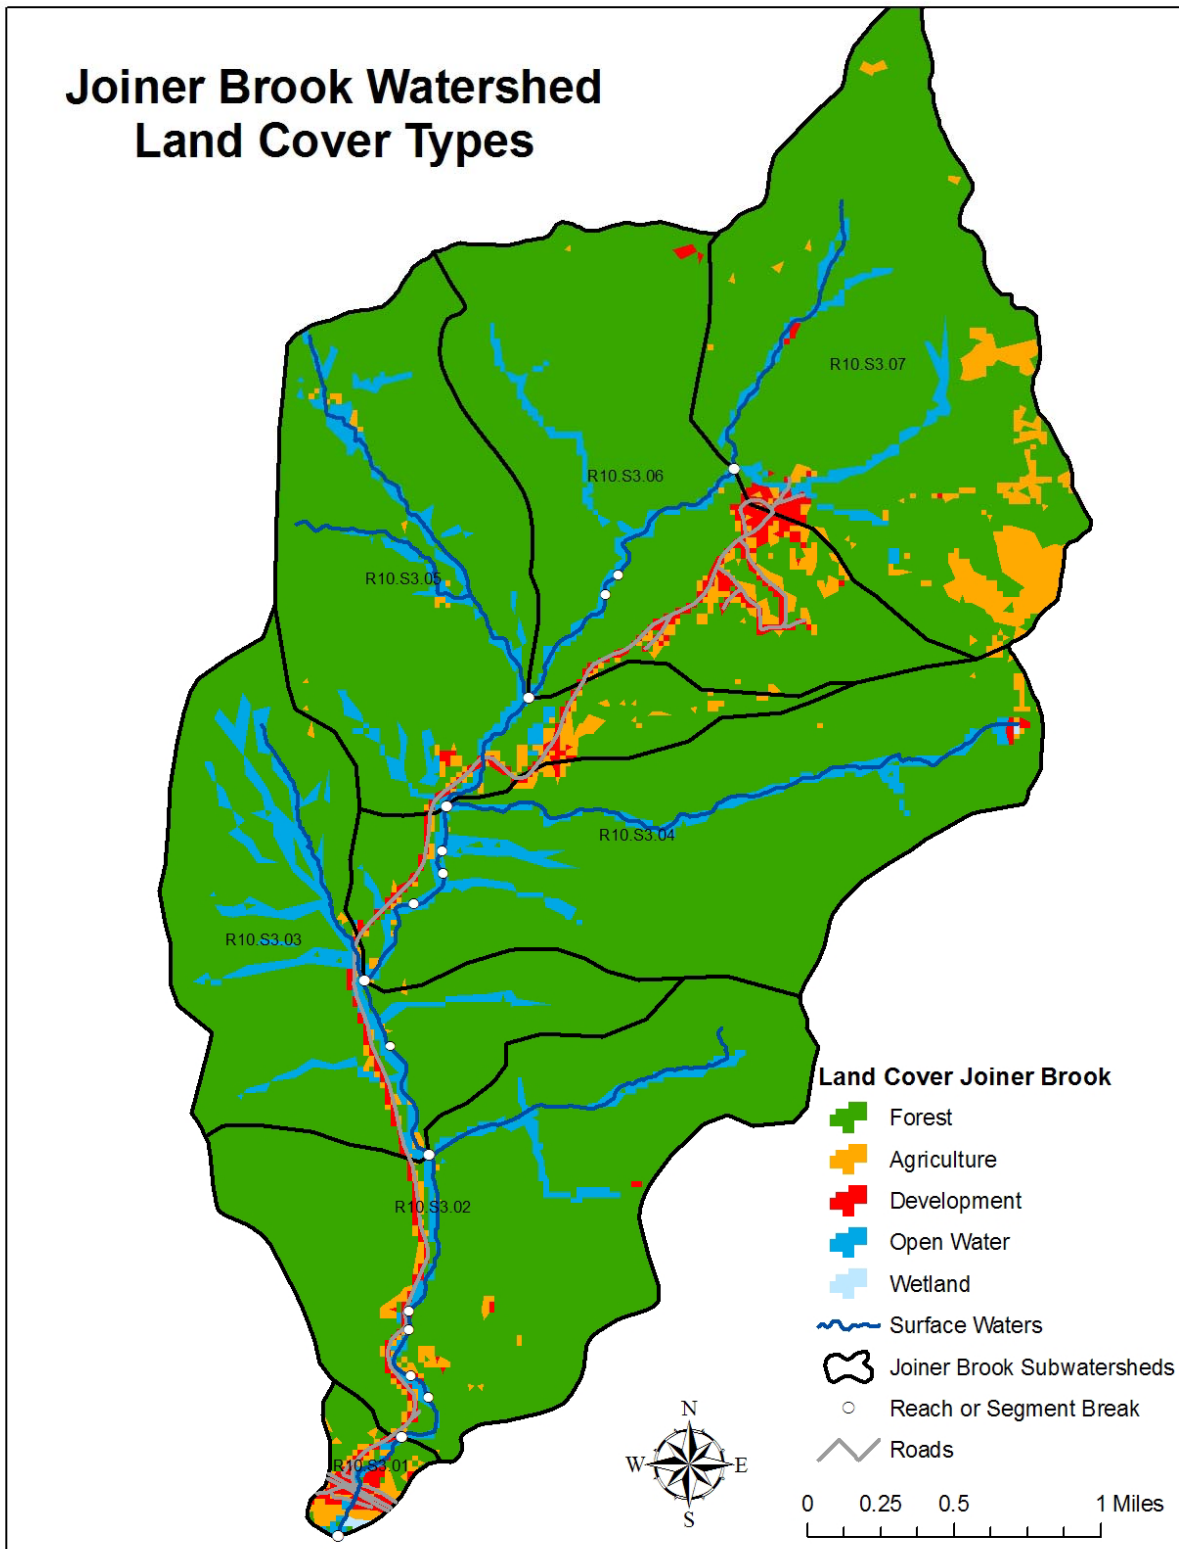 Joiner Brook Watershed
Land Cover Types
R10.S3.07
R10.S3.06
R10.S3.05
R10.S3.04
R10.S3.03
R10.S3.02
R10.S3.01
Land Cover Joiner Brook
Forest
Agriculture
Development
Open Water
Wetland
Surface Waters
Joiner Brook Subwatersheds
Reach or Segment Break
Roads
N
W E
S
0 0.25 0.5 1 Miles